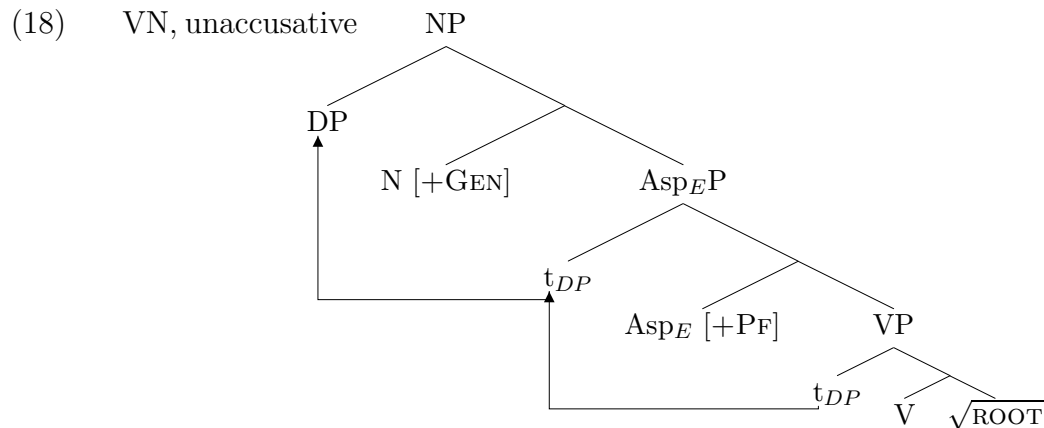 (18) VN, unaccusative NP
DP
N [+GEN] Asp_EP
t_DP
Asp_E [+PF] VP
t_DP V √ROOT